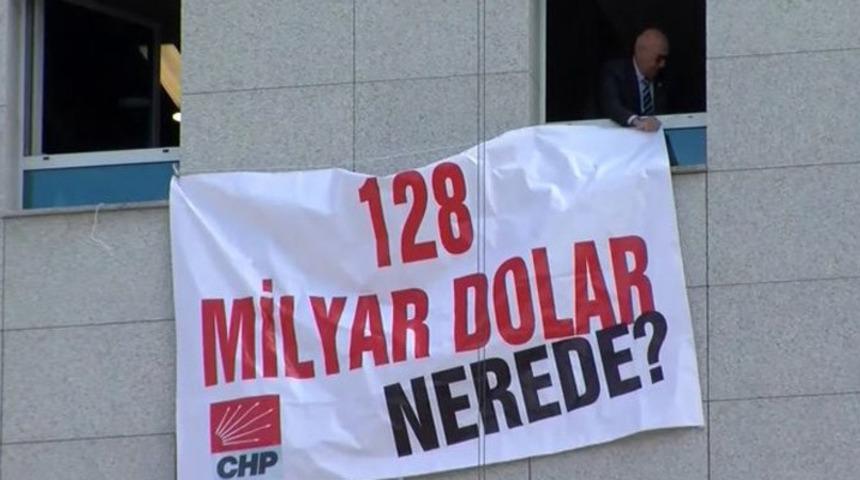 128
MİLYAR DOLAR
NEREDE?
CHP